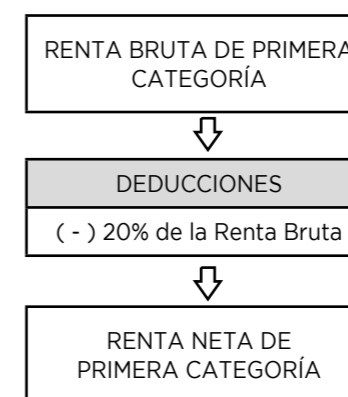 RENTA BRUTA DE PRIMERA
CATEGORÍA
DEDUCCIONES
( - ) 20% de la Renta Bruta
RENTA NETA DE
PRIMERA CATEGORÍA